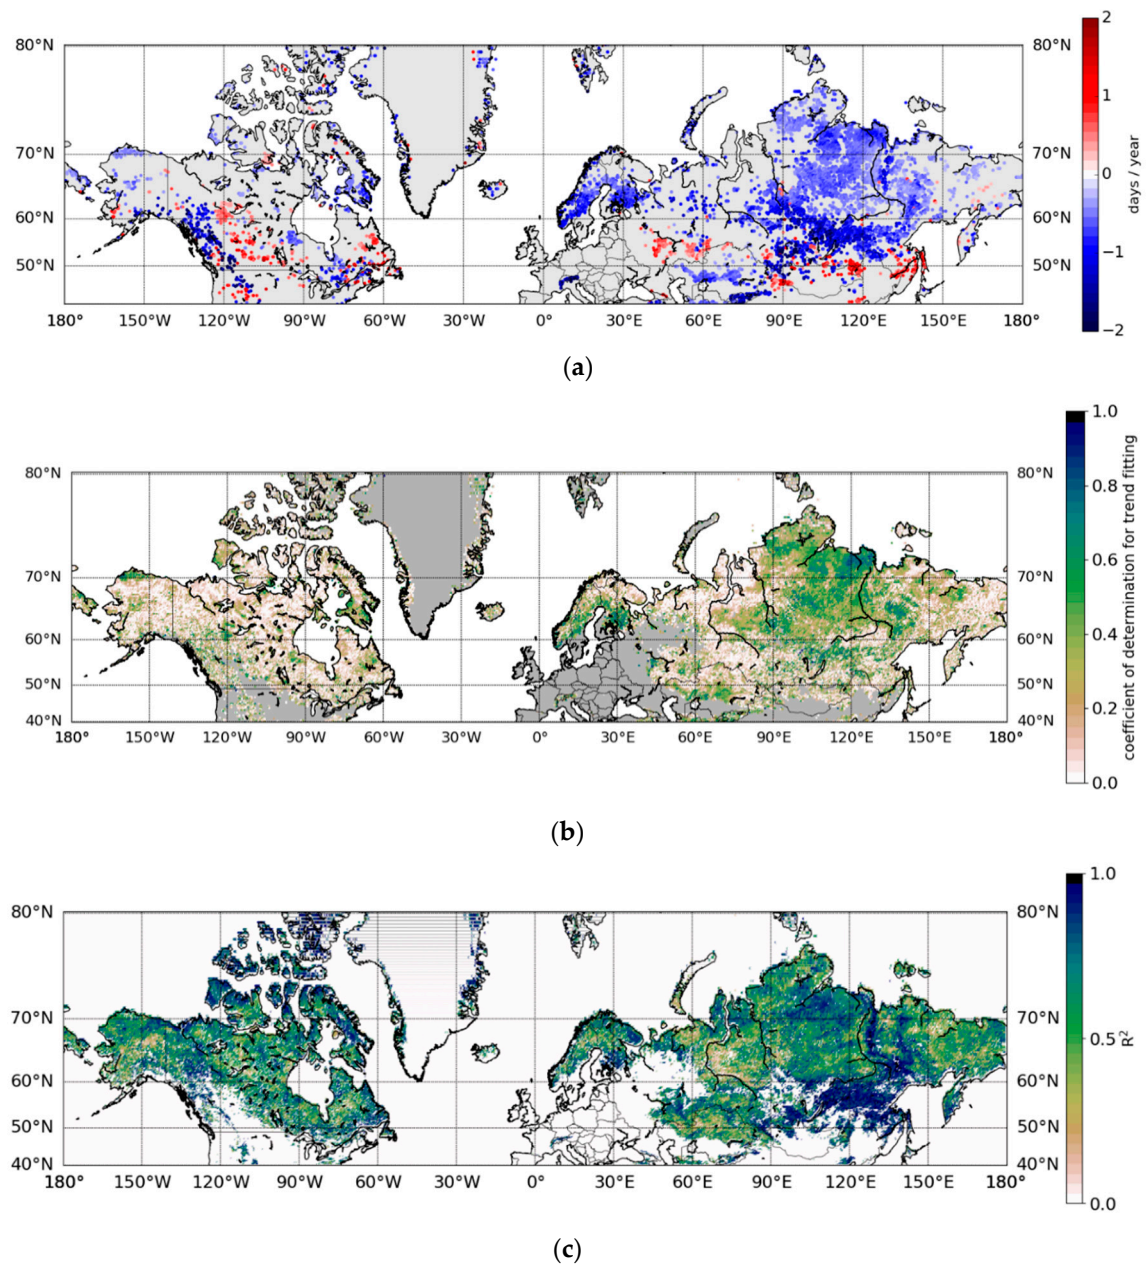 2
80°N 80°N
1
70°N 70°N
0
60°N 60°N
−1
50°N 50°N
−2
days / year
180° 150°W 120°W 90°W 60°W 30°W 0° 30°E 60°E 90°E 120°E 150°E 180°
(a)
1.0
80°N 80°N
0.8
70°N 70°N
0.6
60°N 60°N
0.4
50°N 50°N
0.2
40°N 40°N
0.0
coefficient of determination for trend fitting
180° 150°W 120°W 90°W 60°W 30°W 0° 30°E 60°E 90°E 120°E 150°E 180°
(b)
1.0
80°N 80°N
70°N 70°N
0.5
R²
60°N 60°N
50°N 50°N
40°N 40°N
0.0
180° 150°W 120°W 90°W 60°W 30°W 0° 30°E 60°E 90°E 120°E 150°E 180°
(c)